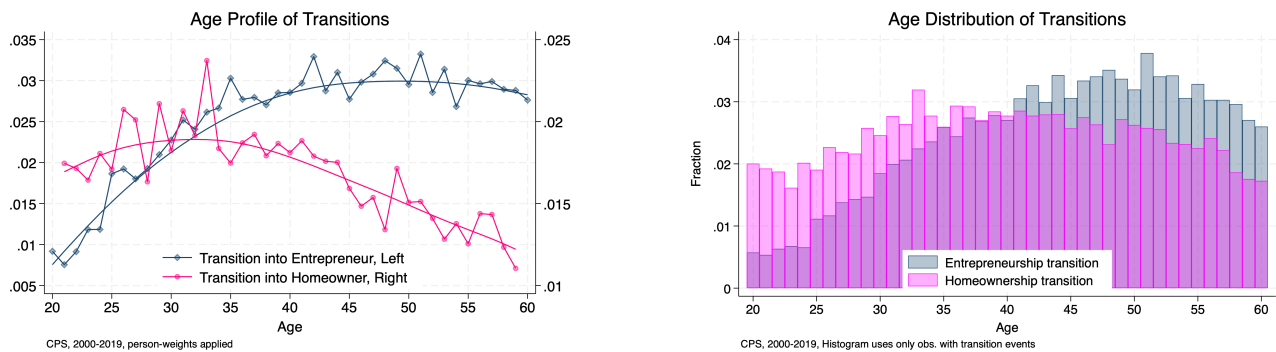 Age Profile of Transitions
.035
.03
.025
.02
.015
.01
.005
.025
.02
.015
.01
Transition into Entrepreneur, Left
Transition into Homeowner, Right
20 25 30 35 40 45 50 55 60
Age
CPS, 2000-2019, person-weights applied
Age Distribution of Transitions
.04
.03
.02
.01
0
Fraction
Entrepreneurship transition
Homeownership transition
20 25 30 35 40 45 50 55 60
Age
CPS, 2000-2019, Histogram uses only obs. with transition events